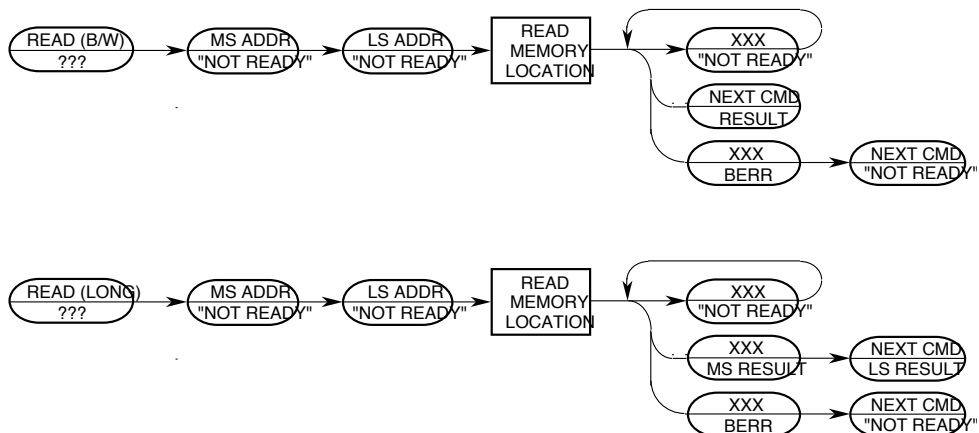 READ (B/W)
???
MS ADDR
"NOT READY"
LS ADDR
"NOT READY"
READ
MEMORY
LOCATION
XXX
"NOT READY"
NEXT CMD
RESULT
XXX
BERR
NEXT CMD
"NOT READY"
READ (LONG)
???
MS ADDR
"NOT READY"
LS ADDR
"NOT READY"
READ
MEMORY
LOCATION
XXX
"NOT READY"
XXX
MS RESULT
NEXT CMD
LS RESULT
XXX
BERR
NEXT CMD
"NOT READY"